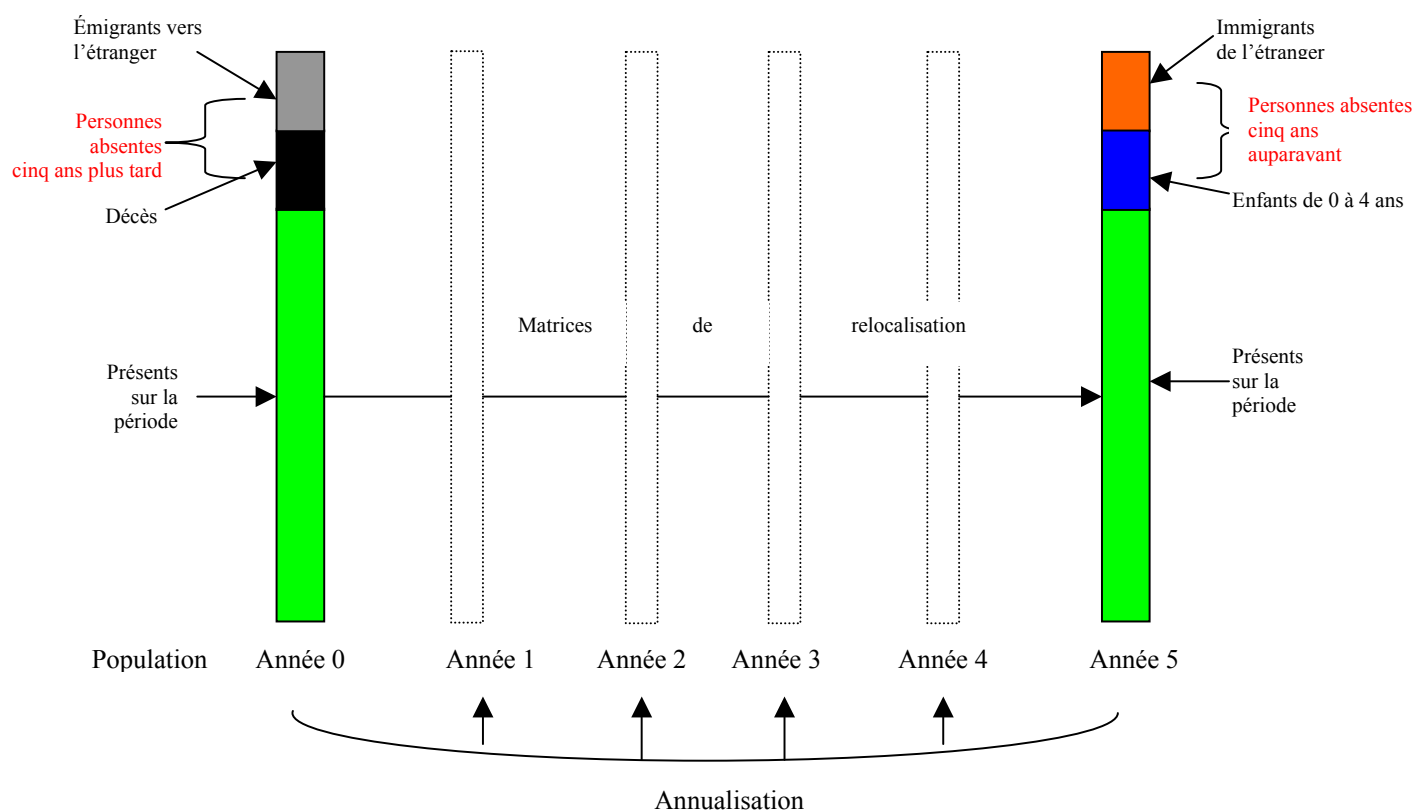 Émigrants vers
l'étranger
Personnes
absentes
cinq ans plus tard
Décès
Présents
sur la
période
Matrices de relocalisation
Immigrants
de l'étranger
Personnes absentes
cinq ans
auparavant
Enfants de 0 à 4 ans
Présents
sur la
période
Population Année 0 Année 1 Année 2 Année 3 Année 4 Année 5
Annualisation